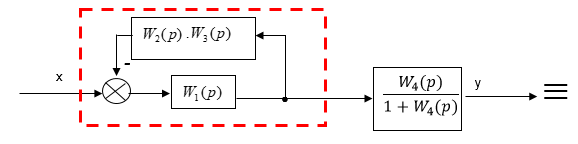 W₂(p) .W₃(p)
-
x
W₁(p)
W₄(p)
1 + W₄(p)
y